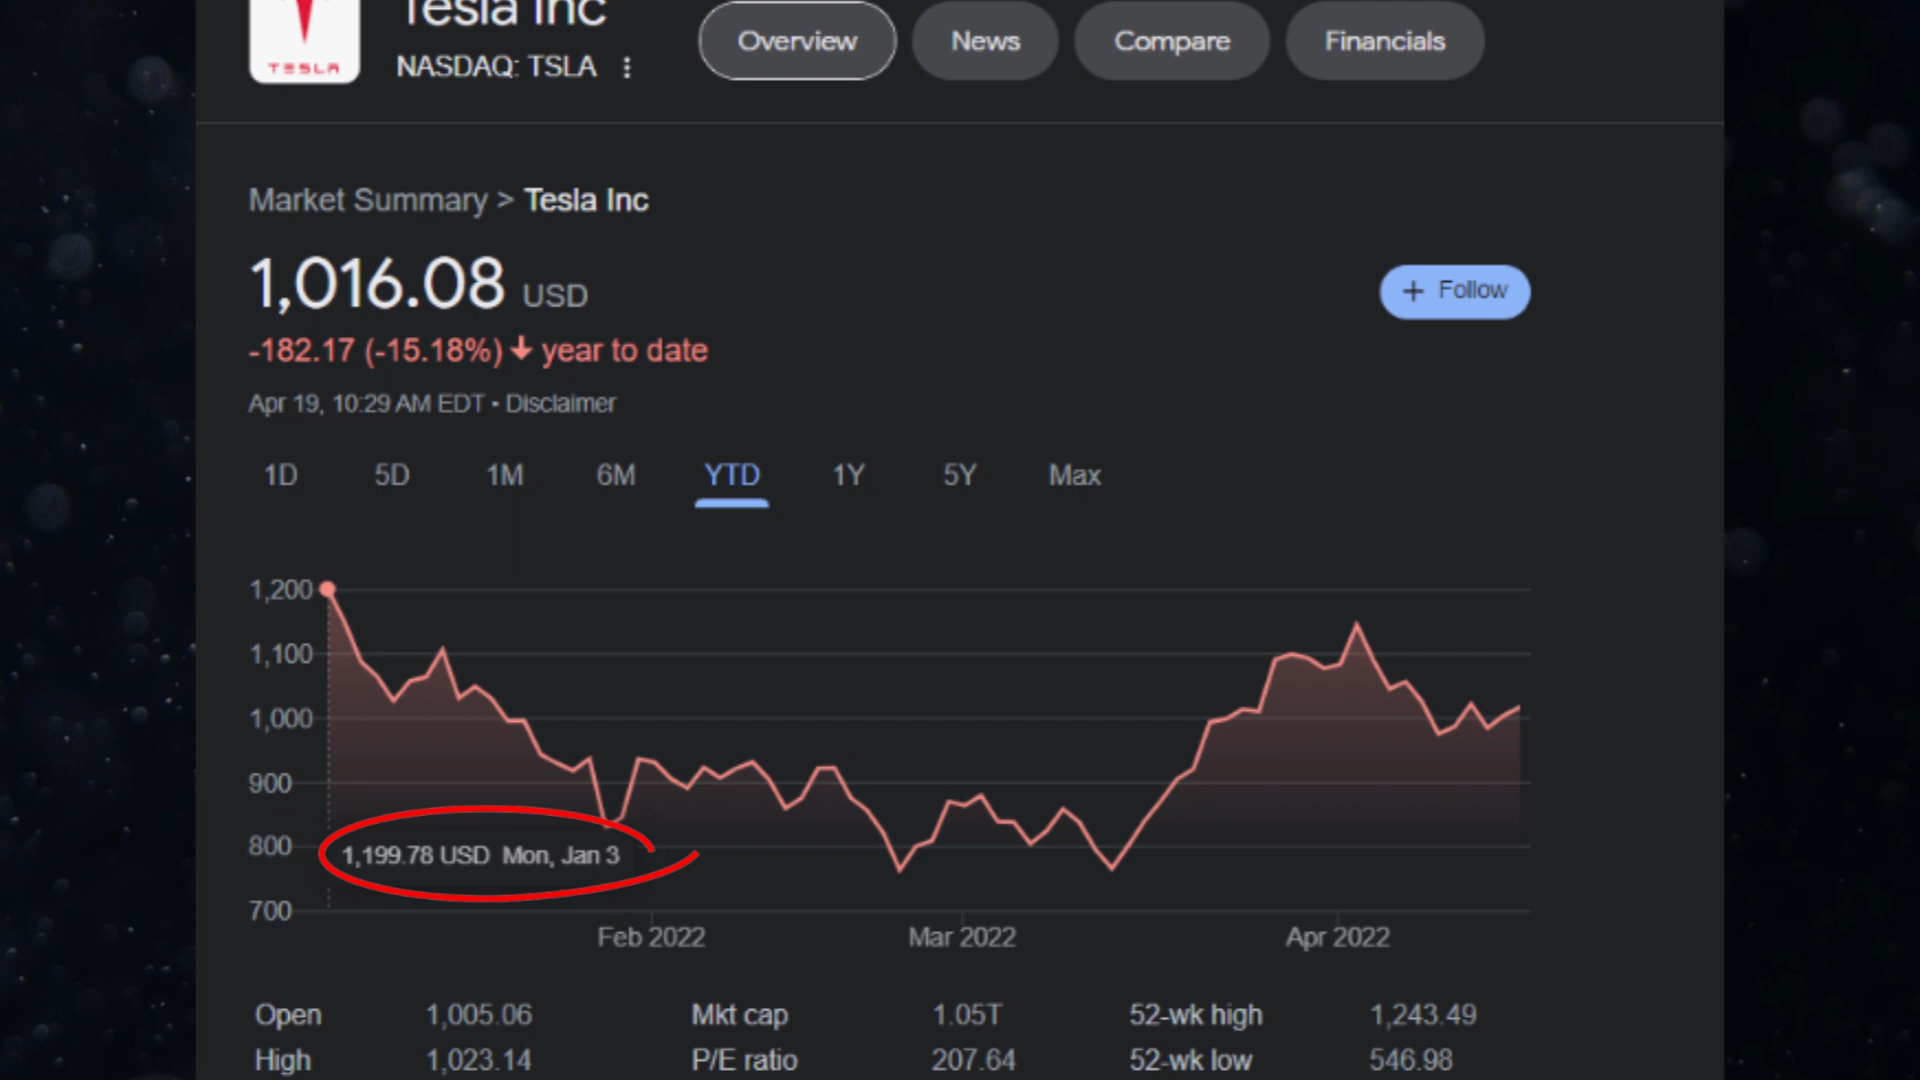 Tesla Inc
TESLA
NASDAQ: TSLA
Overview
News
Compare
Financials
Market Summary > Tesla Inc
1,016.08 USD
+ Follow
-182.17 (-15.18%) ↓ year to date
Apr 19, 10:29 AM EDT • Disclaimer
1D 5D 1M 6M YTD 1Y 5Y Max
1,200
1,100
1,000
900
800
700
1,199.78 USD Mon, Jan 3
Feb 2022 Mar 2022 Apr 2022
Open 1,005.06 Mkt cap 1.05T 52-wk high 1,243.49
High 1,023.14 P/E ratio 207.64 52-wk low 546.98